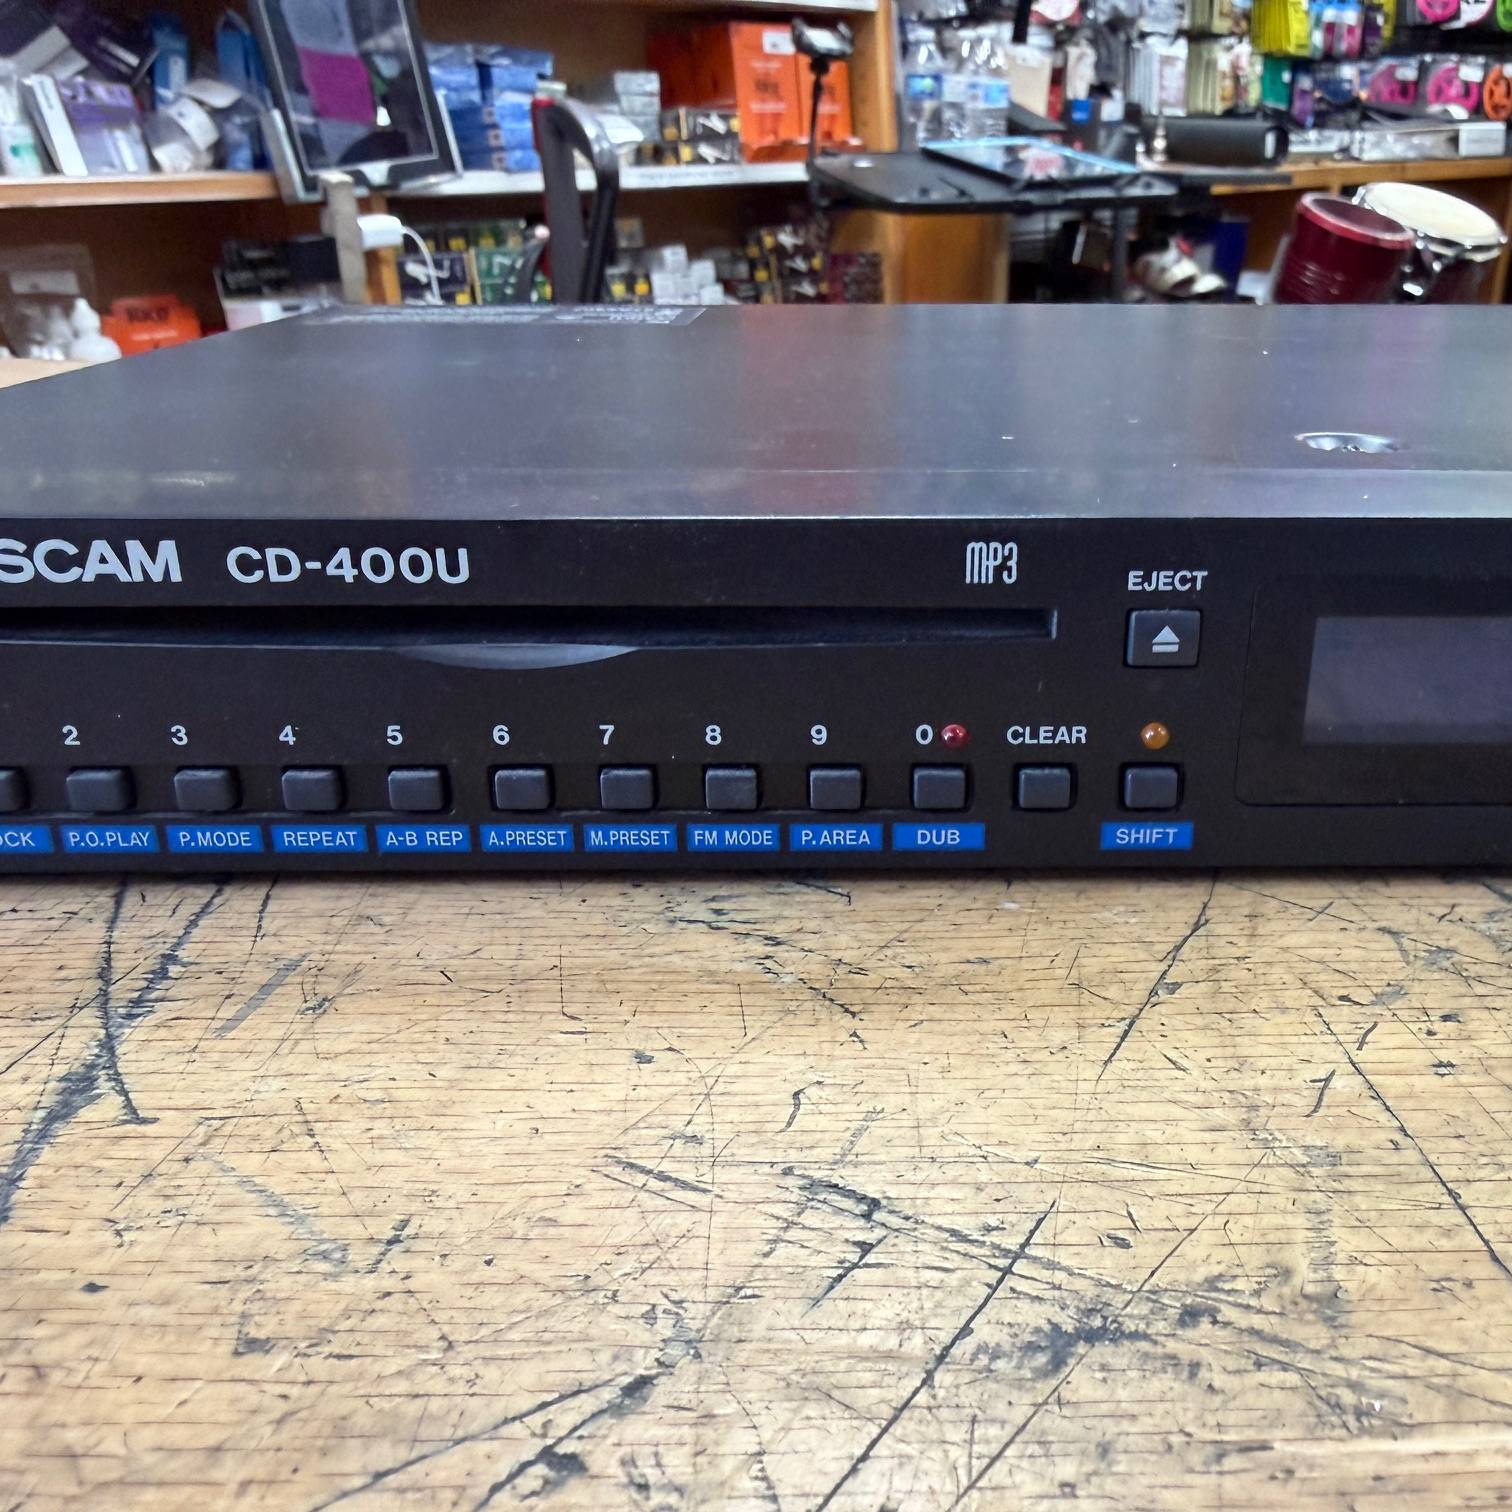 SCAM CD-400U MP3
EJECT
2 3 4 5 6 7 8 9 0 CLEAR
OCK P.O.PLAY P.MODE REPEAT A-B REP A.PRESET M.PRESET FM MODE P.AREA DUB SHIFT